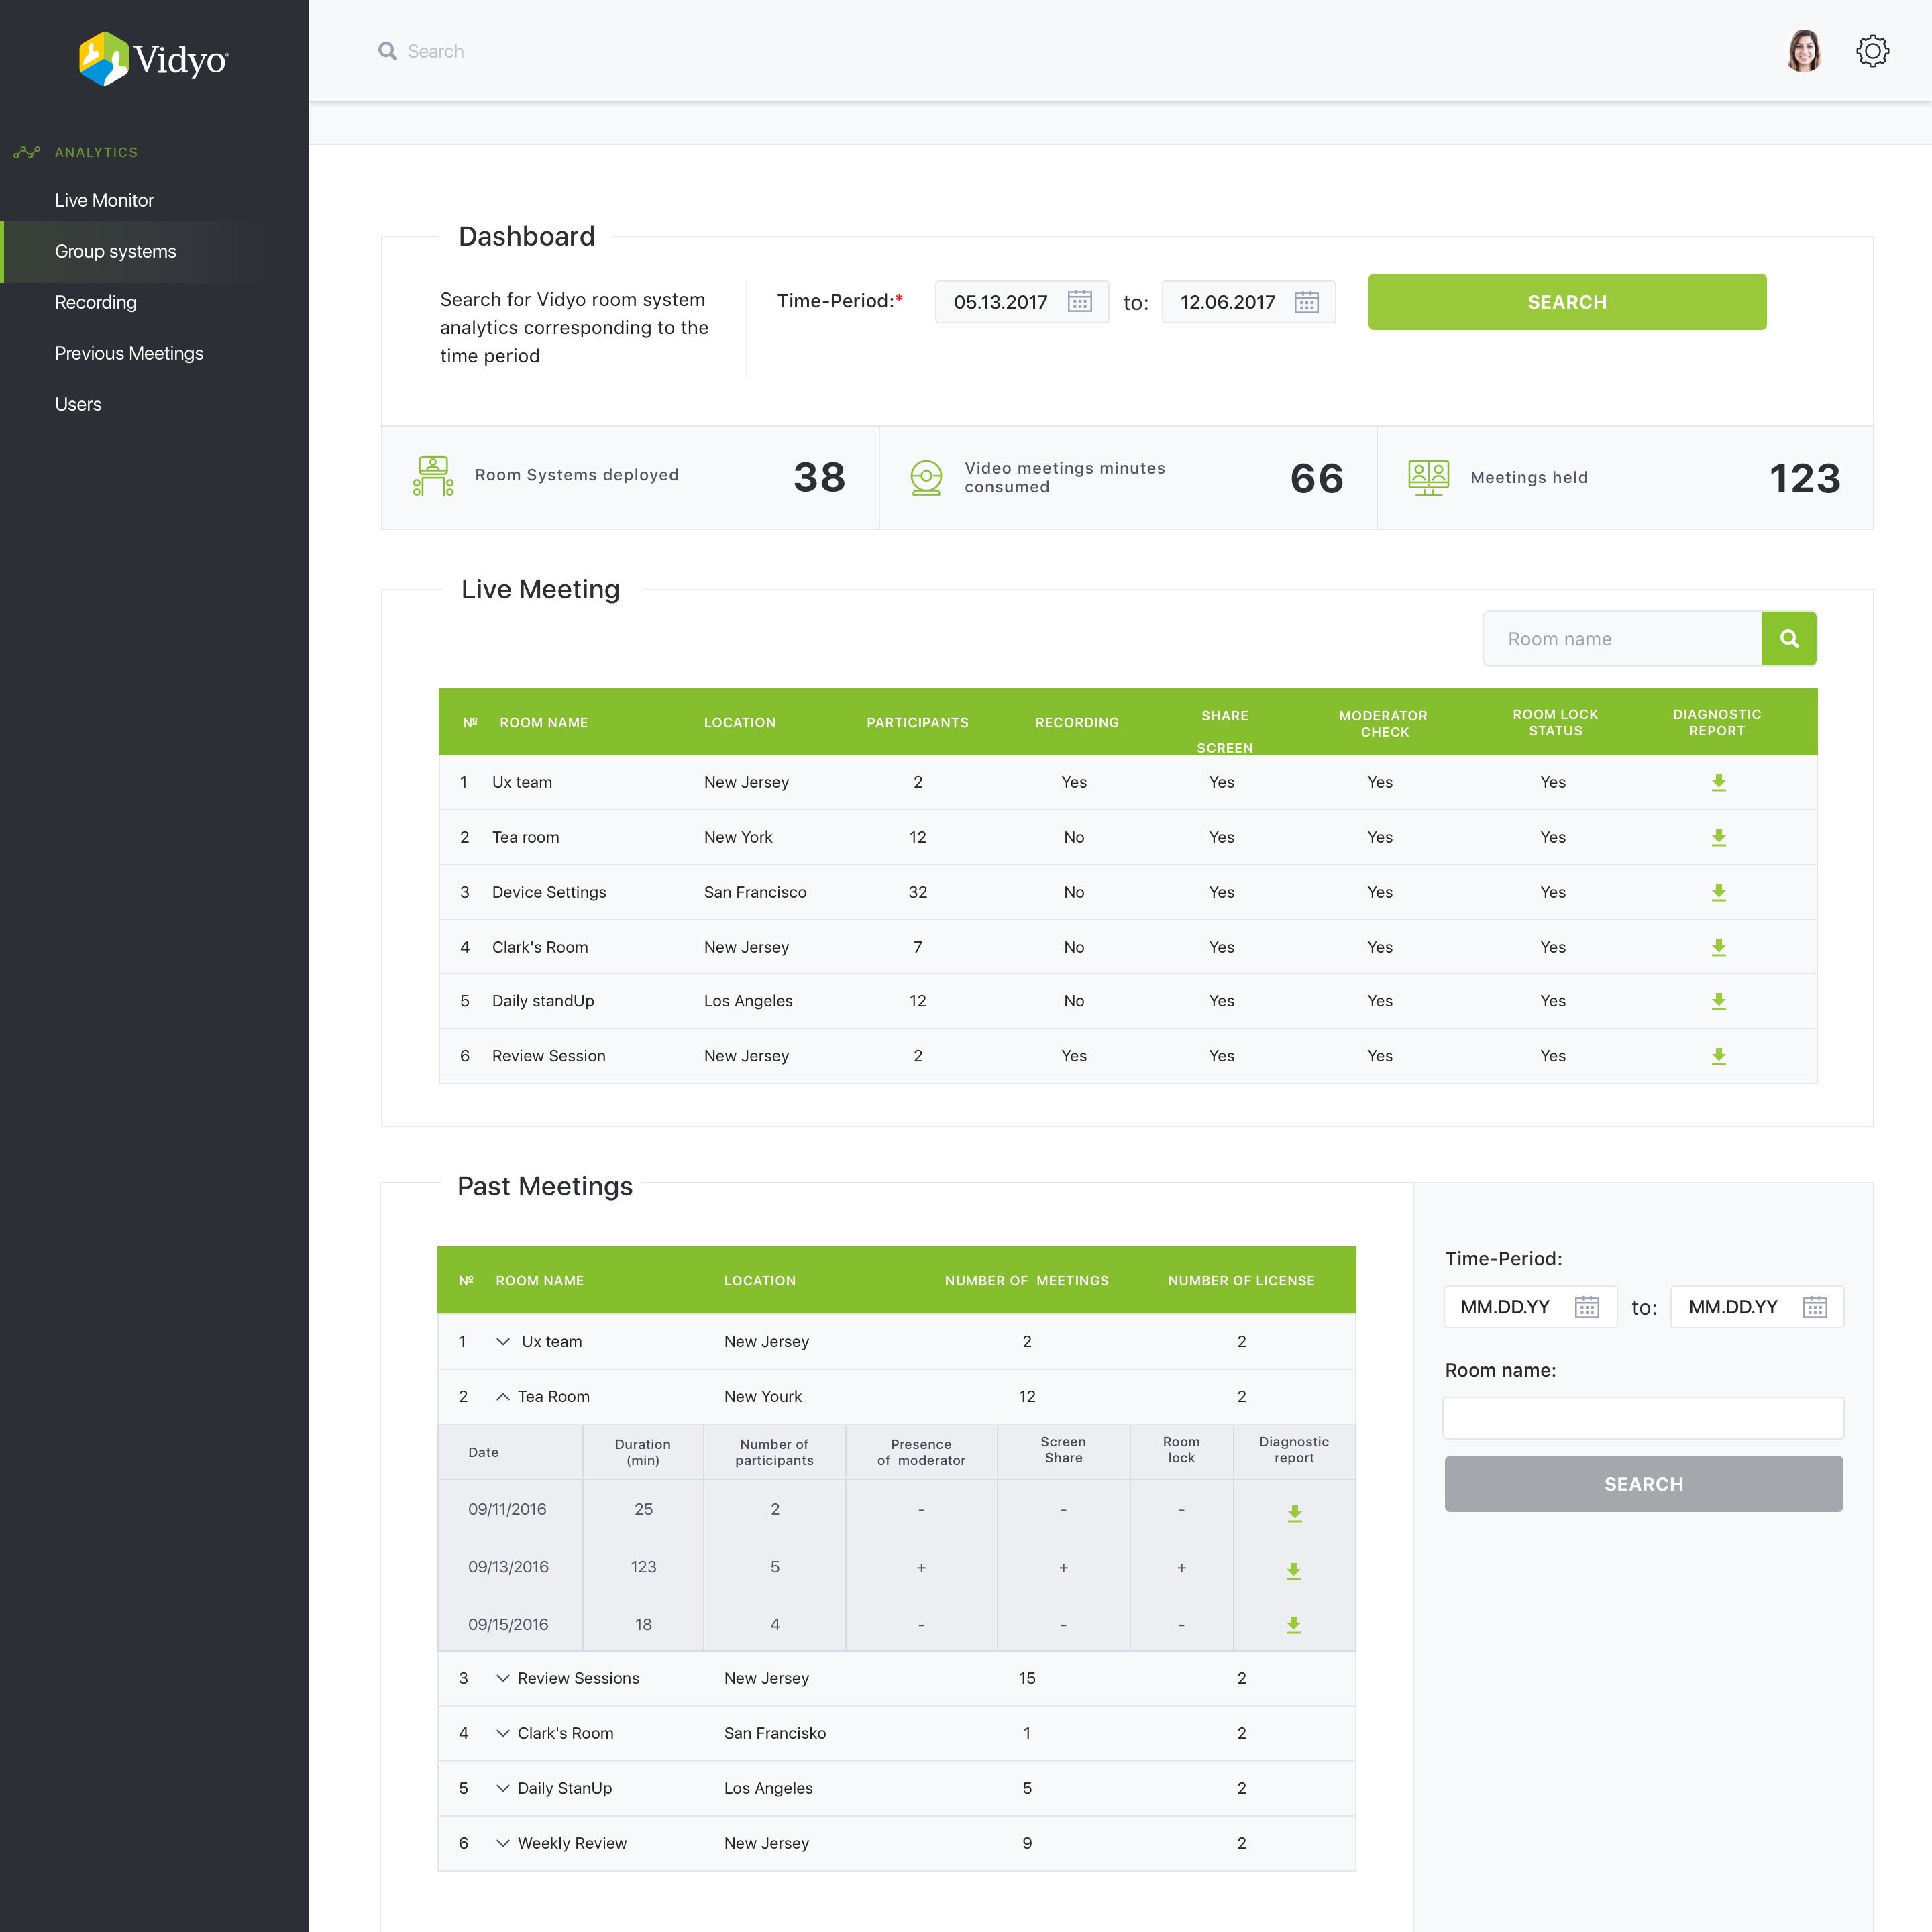 Vidyo®
Search
ANALYTICS
Live Monitor
Group systems
Recording
Previous Meetings
Users
Dashboard
Search for Vidyo room system
analytics corresponding to the
time period
Time-Period:*
05.13.2017 to: 12.06.2017
SEARCH
Room Systems deployed 38
Video meetings minutes
consumed
66
Meetings held 123
Live Meeting
Room name
№ ROOM NAME LOCATION PARTICIPANTS RECORDING SHARE SCREEN MODERATOR CHECK ROOM LOCK STATUS DIAGNOSTIC REPORT
1 Ux team New Jersey 2 Yes Yes Yes Yes
2 Tea room New York 12 No Yes Yes Yes
3 Device Settings San Francisco 32 No Yes Yes Yes
4 Clark's Room New Jersey 7 No Yes Yes Yes
5 Daily standUp Los Angeles 12 No Yes Yes Yes
6 Review Session New Jersey 2 Yes Yes Yes Yes
Past Meetings
№ ROOM NAME LOCATION NUMBER OF MEETINGS NUMBER OF LICENSE
1 Ux team New Jersey 2 2
2 Tea Room New Yourk 12 2
Date Duration (min) Number of participants Presence of moderator Screen Share Room lock Diagnostic report
09/11/2016 25 2 - - -
09/13/2016 123 5 + + +
09/15/2016 18 4 - - -
3 Review Sessions New Jersey 15 2
4 Clark's Room San Francisko 1 2
5 Daily StanUp Los Angeles 5 2
6 Weekly Review New Jersey 9 2
Time-Period:
MM.DD.YY to: MM.DD.YY
Room name:
SEARCH